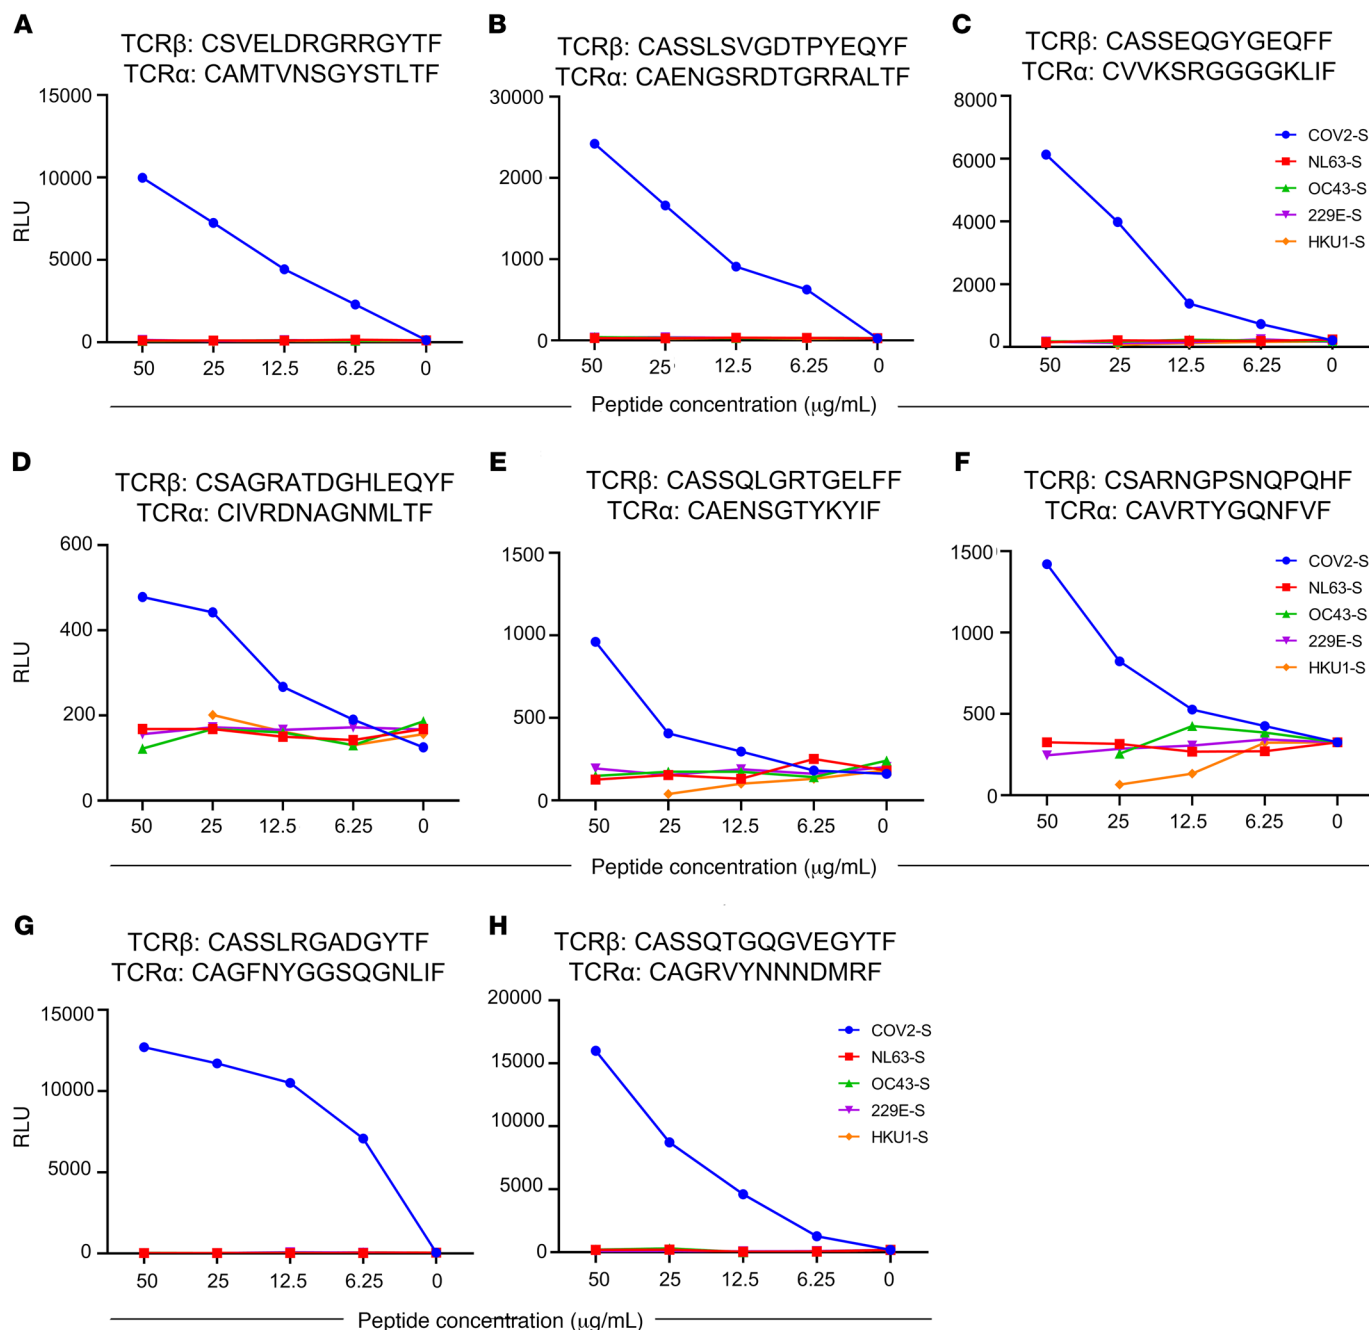 A
TCRβ: CSVELDRGRRGYTF
TCRα: CAMTVNSGYSTLTF
15000
10000
5000
0
RLU
50 25 12.5 6.25 0
B
TCRβ: CASSLSVGDTPYEQYF
TCRα: CAENGSRDTGRRALTF
30000
2000
1000
0
50 25 12.5 6.25 0
C
TCRβ: CASSEQGYGEQFF
TCRα: CVVKSRGGGGKLIF
8000
6000
4000
2000
0
50 25 12.5 6.25 0
COV2-S
NL63-S
OC43-S
229E-S
HKU1-S
Peptide concentration (μg/mL)
D
TCRβ: CSAGRATDGHLEQYF
TCRα: CIVRDNAGNMLTF
600
400
200
0
RLU
50 25 12.5 6.25 0
E
TCRβ: CASSQLGRTGELFF
TCRα: CAENSGTYKYIF
1500
1000
500
0
50 25 12.5 6.25 0
F
TCRβ: CSARNGPSNQPQHF
TCRα: CAVRTYGQNFVF
1500
1000
500
0
50 25 12.5 6.25 0
COV2-S
NL63-S
OC43-S
229E-S
HKU1-S
Peptide concentration (μg/mL)
G
TCRβ: CASSLRGADGYTF
TCRα: CAGFNYGGSQGNLIF
15000
10000
5000
0
RLU
50 25 12.5 6.25 0
H
TCRβ: CASSQTGQGVEGYTF
TCRα: CAGRVYNNNDMRF
20000
15000
10000
5000
0
50 25 12.5 6.25 0
COV2-S
NL63-S
OC43-S
229E-S
HKU1-S
Peptide concentration (μg/mL)